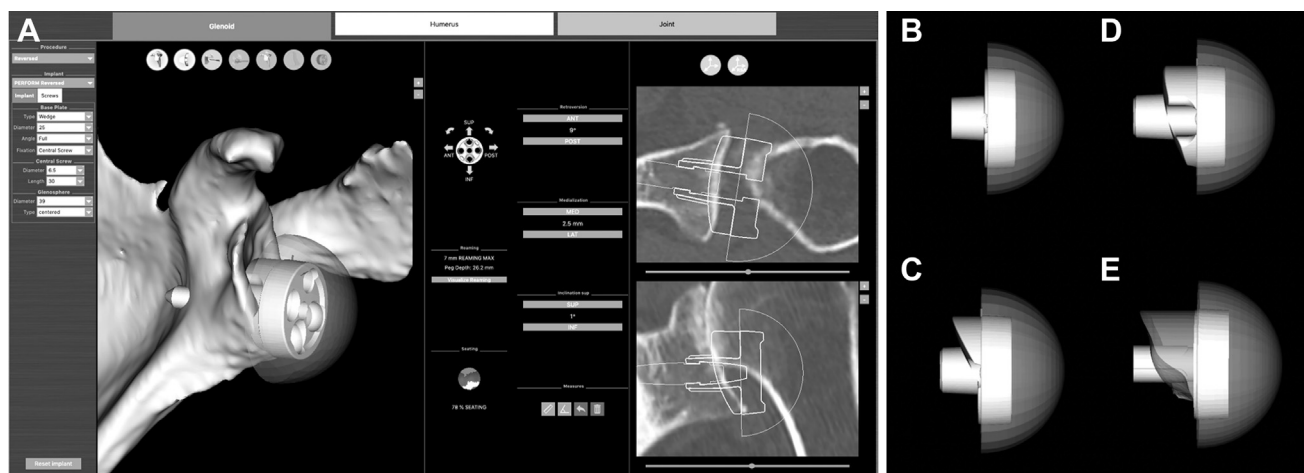 A
Glenoid
Humerus
Joint
Procedure
Reversed
Implant
PERFORM Reversed
Implant Screws
Base Plate
Type Wedge
Diameter 25
Angle Full
Fixation Central Screw
Central Screw
Diameter 6.5
Length 30
Glenosphere
Diameter 39
Type centered
Reset Implant
SUP
ANT
POST
INF
Reaming
7 mm REAMING MAX
Peg Depth: 26.2 mm
Visualize Reaming
Seating
78 % SEATING
Retroversion
ANT
9°
POST
Medialization
MED
2.5 mm
LAT
Inclination sup
SUP
1°
INF
Measures
+
-
+
-
+
-
B
D
C
E